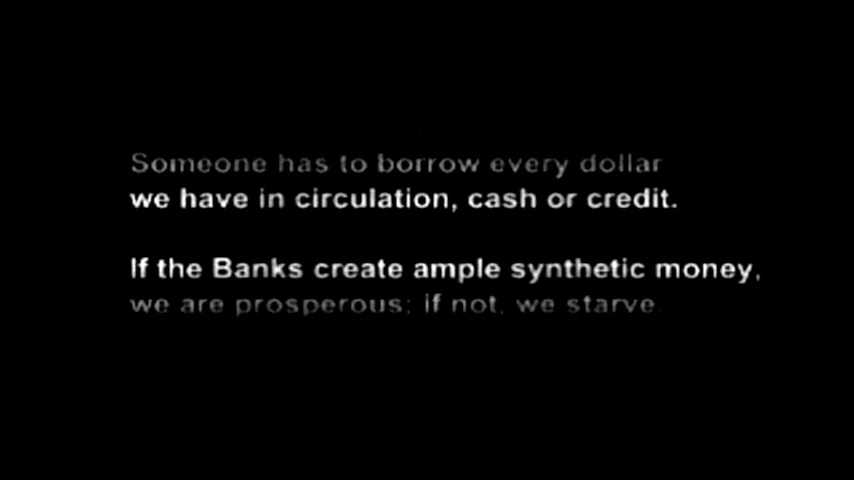 Someone has to borrow every dollar
we have in circulation, cash or credit.
If the Banks create ample synthetic money,
we are prosperous; if not, we starve.